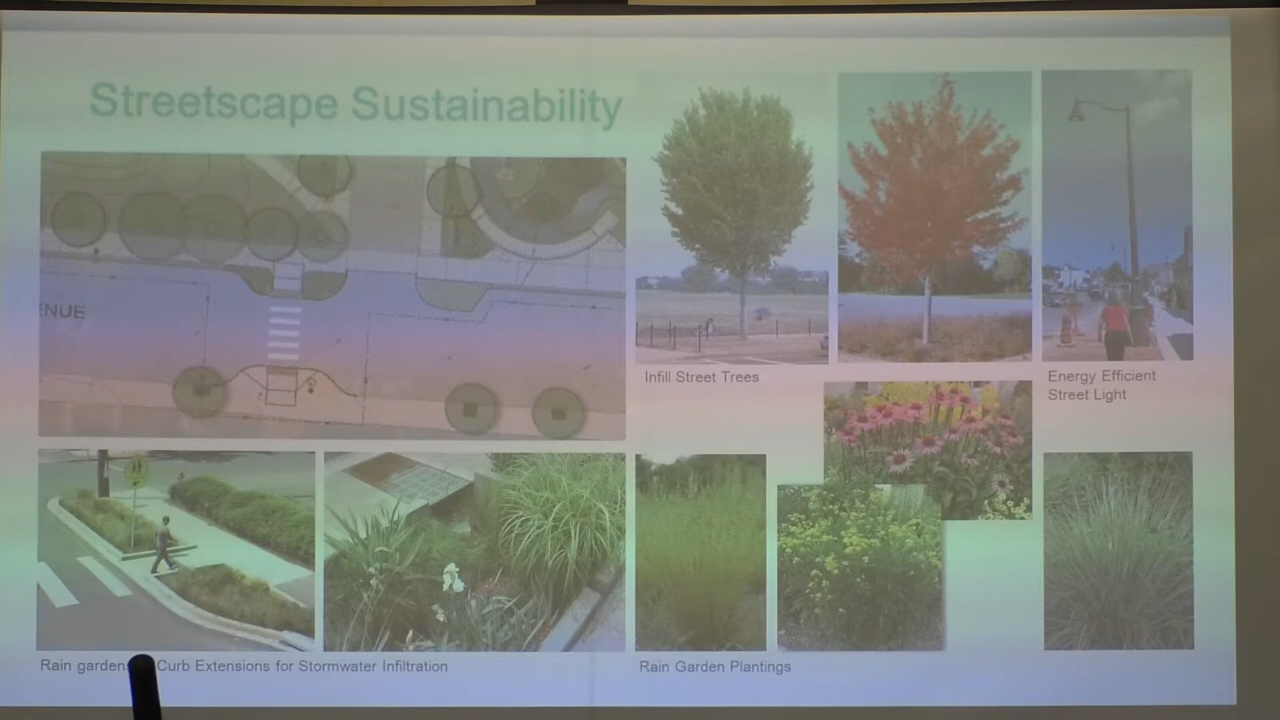 Streetscape Sustainability
ENUE
Infill Street Trees
Energy Efficient
Street Light
Rain gardens Curb Extensions for Stormwater Infiltration
Rain Garden Plantings